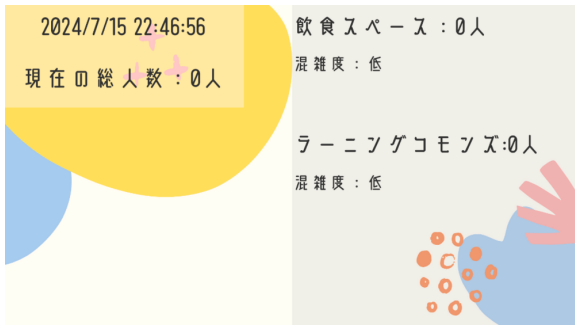 2024/7/15 22:46:56
現在の総人数：0人
飲食スペース：0人
混雑度：低
ラーニングコモンズ:0人
混雑度：低